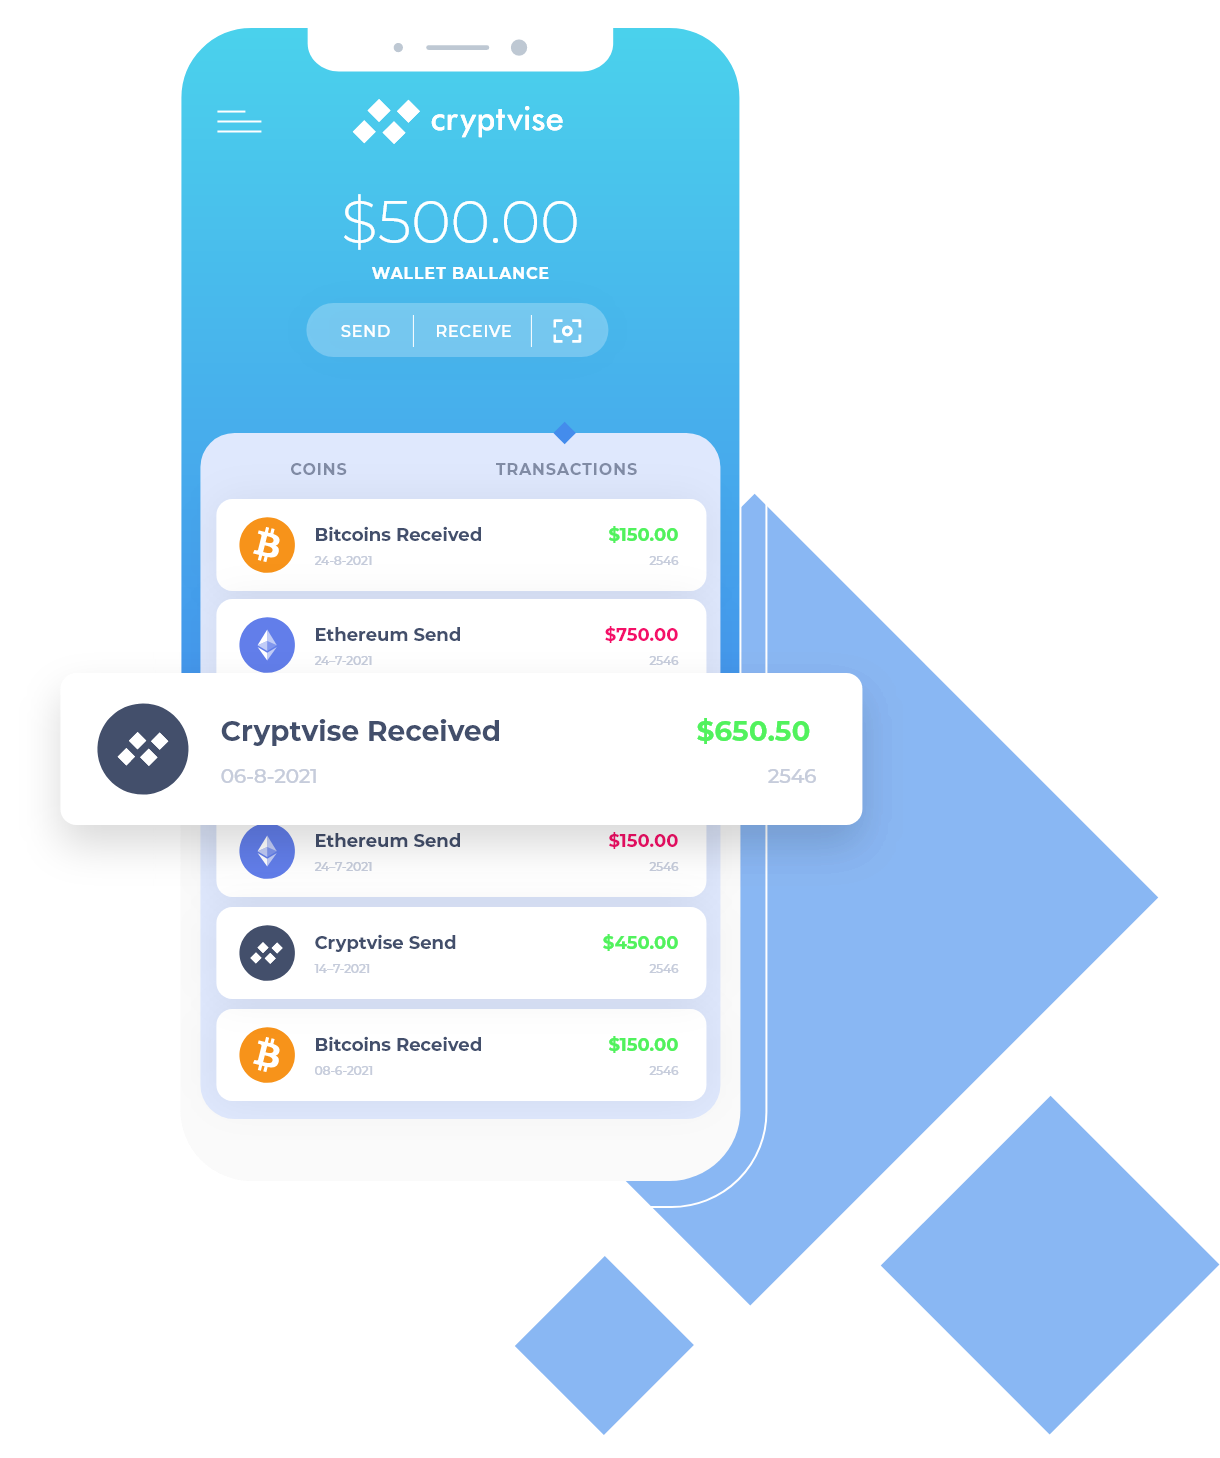 cryptvise
$500.00
WALLET BALLANCE
SEND RECEIVE
COINS TRANSACTIONS
Bitcoins Received $150.00
24-8-2021 2546
Ethereum Send $750.00
24-7-2021 2546
Cryptvise Received $650.50
06-8-2021 2546
Ethereum Send $150.00
24-7-2021 2546
Cryptvise Send $450.00
14-7-2021 2546
Bitcoins Received $150.00
08-6-2021 2546